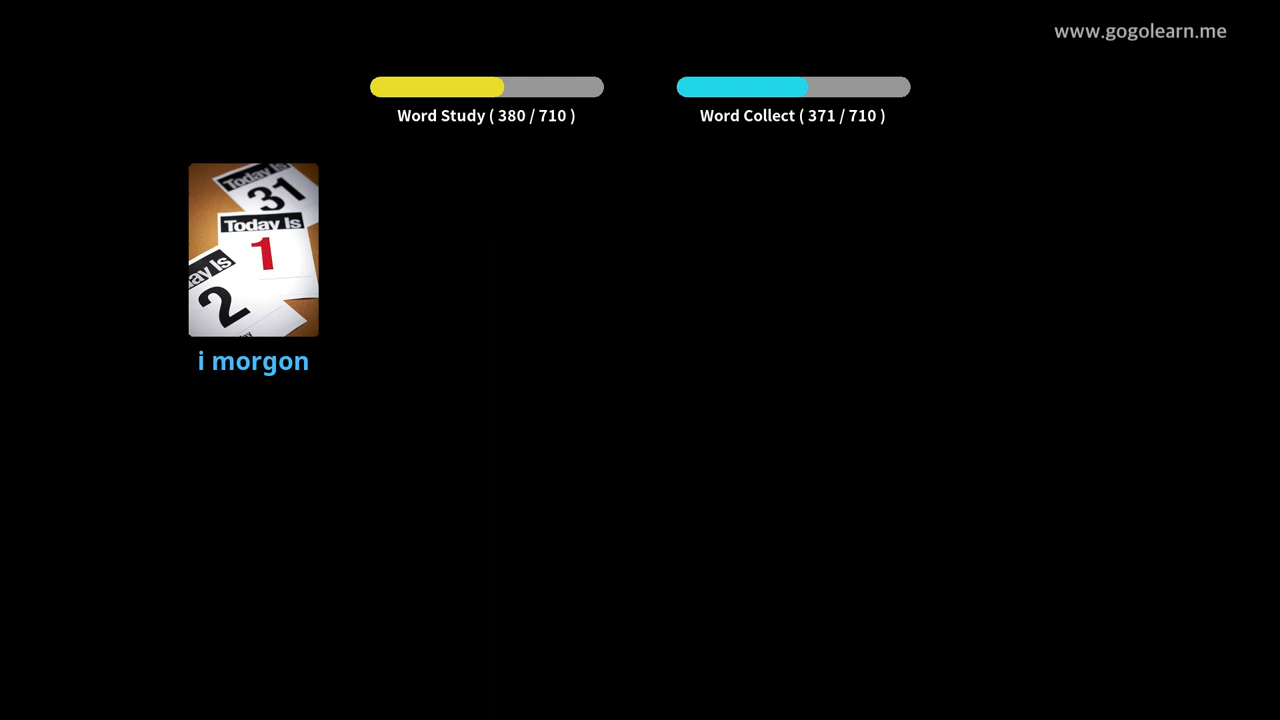 www.gogolearn.me
Word Study ( 380 / 710 )
Word Collect ( 371 / 710 )
Today Is
31
Today Is
1
ay Is
2
i morgon